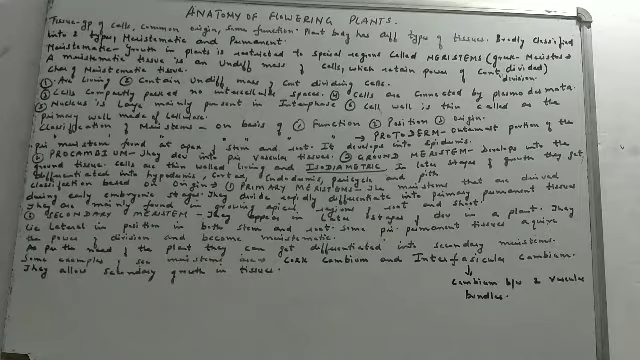 ANATOMY OF FLOWERING PLANTS.
Tissue - gp of cells, common origin, same function. Plant body has diff types of tissues. Broadly classified
into 2 types, Meristematic and Permanent.
Meristematic - Growth in plants is restricted to special regions called MERISTEMS (Greek - Meristos
A meristematic tissue is an Undiff mass of cells, which retain power of Cont. division. divided)
Char of Meristematic tissue.
① Are living ② Contain Undiff mass Cont dividing cells.
③ Cells Compactly packed no intercellular spaces. ④ Cells are connected by plasmodesmata.
⑤ Nucleus is large mainly present in Interphase ⑥ Cell wall is thin called as the
primary wall made of cellulose.
Classification of Meristems - on basis of ① Function ② Position ③ Origin.
→ PROTODERM - Outermost portion of the
pri meristem found at apex of stem and root. It develops into Epidermis.
② PROCAMBIUM - They dev into pri vascular tissues. ③ GROUND MERISTEM - Develops into the
ground tissue. Cells are thin walled living and ISODIAMETRIC. In later stages of growth they get
differentiated into hypodermis, cortex, Endodermis, pericycle and pith
Classification based on Origin: ① PRIMARY MERISTEMS - The meristems that are derived
during early embryonic stages. They divide rapidly differentiate into primary permanent tissues
They are mainly found in growing apical regions of root and shoot.
② SECONDARY MERISTEM - They appear in later stages of dev in a plant. They
lie lateral in position in both stem and root. Some pri permanent tissues aquire
the power division and become meristematic.
As per the need of the plant they can get differentiated into secondary meristems.
Some examples of sec meristems are CORK Cambium and Interfasicular cambium.
They allow secondary growth in tissues.
↓
Cambium b/w 2 vascular
bundles.